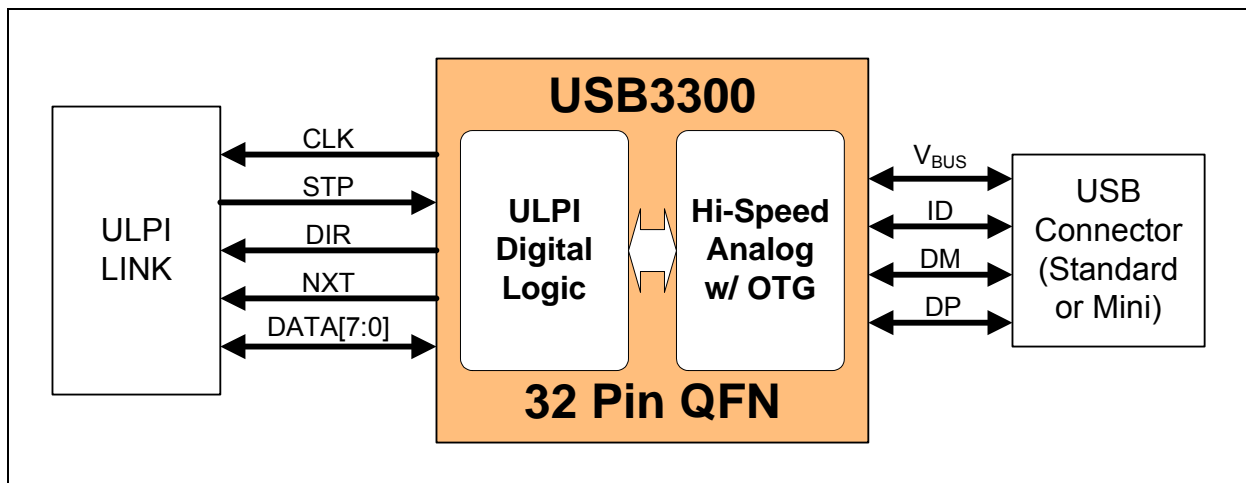 USB3300
ULPI
LINK
CLK
STP
DIR
NXT
DATA[7:0]
ULPI
Digital
Logic
Hi-Speed
Analog
w/ OTG
32 Pin QFN
VBUS
ID
DM
DP
USB
Connector
(Standard
or Mini)